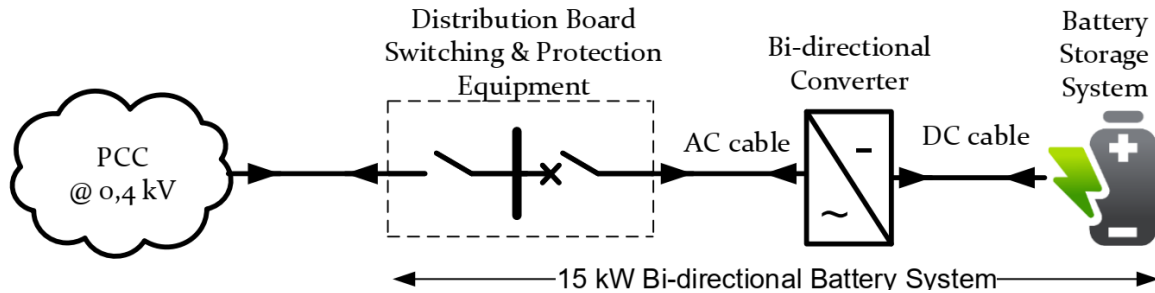 Distribution Board
Switching & Protection
Equipment
Bi-directional
Converter
Battery
Storage
System
PCC
@ 0,4 kV
AC cable
DC cable
-
~
15 kW Bi-directional Battery System